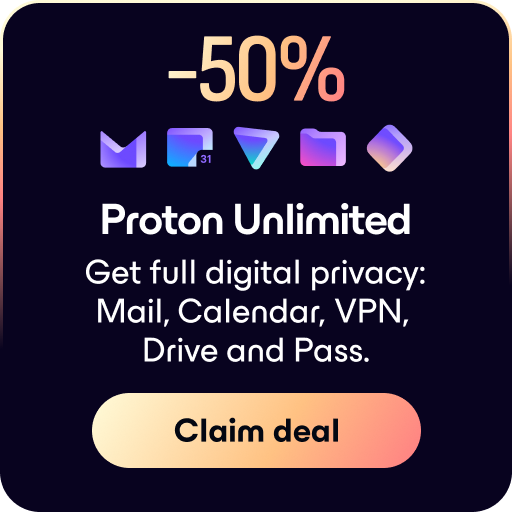 -50%
31
Proton Unlimited
Get full digital privacy:
Mail, Calendar, VPN,
Drive and Pass.
Claim deal